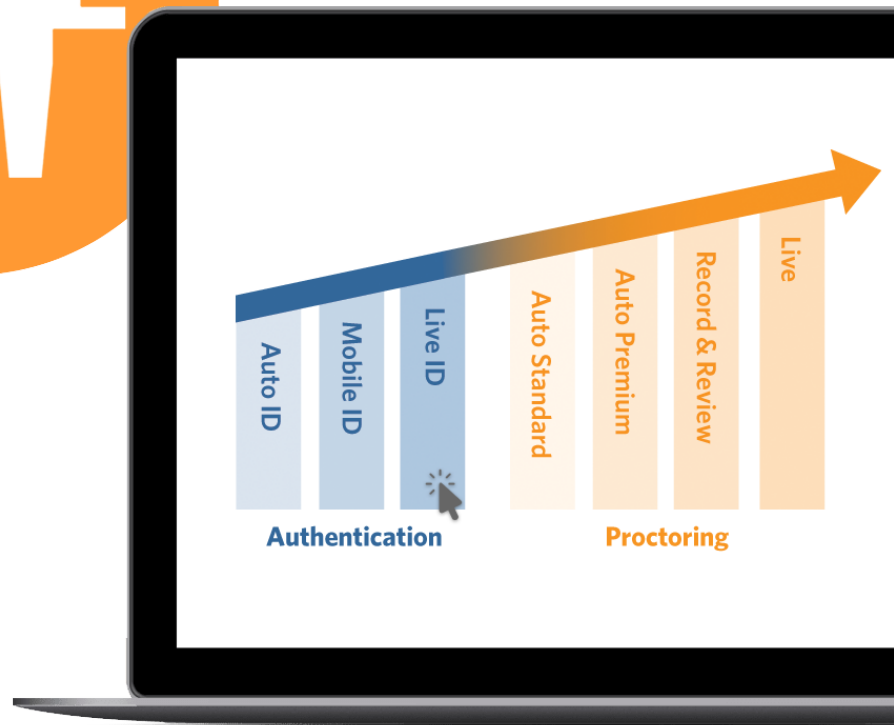 Auto ID
Mobile ID
Live ID
Auto Standard
Auto Premium
Record & Review
Live
Authentication
Proctoring